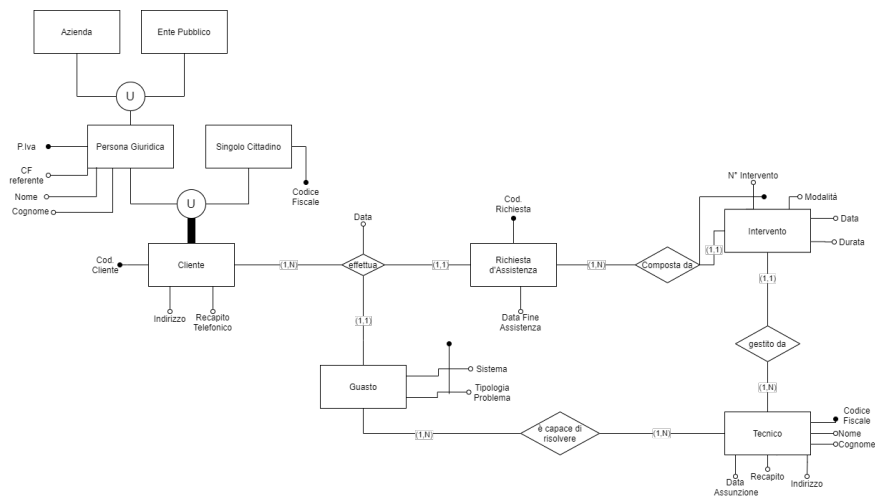 Azienda
Ente Pubblico
U
P.Iva
Persona Giuridica
Singolo Cittadino
CF
referente
Nome
Cognome
Codice
Fiscale
U
N° Intervento
Modalitá
Cod.
Richiesta
Data
Data
Intervento
Durata
Cod.
Cliente
Cliente
(1,N)
effettua
(1,1)
Richiesta
d'Assistenza
(1,N)
Composta da
(1,1)
(1,1)
Indirizzo
Recapito
Telefonico
Data Fine
Assistenza
(1,1)
gestito da
Sistema
Guasto
Tipologia
Problema
(1,N)
(1,N)
è capace di
risolvere
(1,N)
Tecnico
Codice
Fiscale
Nome
Cognome
Data
Assunzione
Recapito
Indirizzo